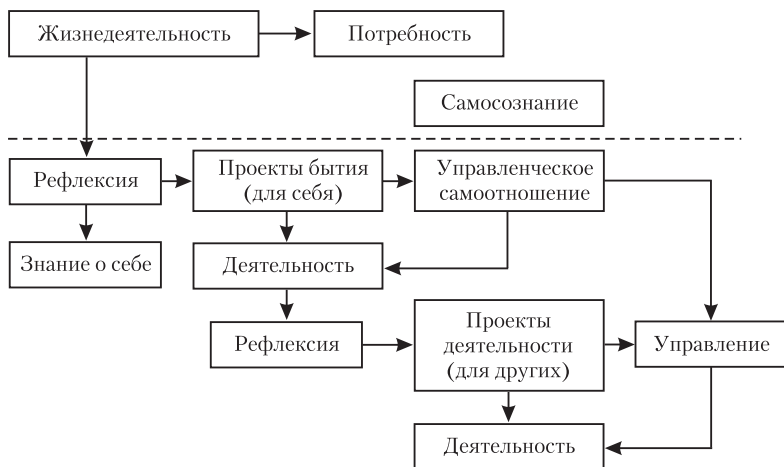 Жизнедеятельность
Потребность
Самосознание
Рефлексия
Проекты бытия
(для себя)
Управленческое
самоотношение
Знание о себе
Деятельность
Рефлексия
Проекты
деятельности
(для других)
Управление
Деятельность